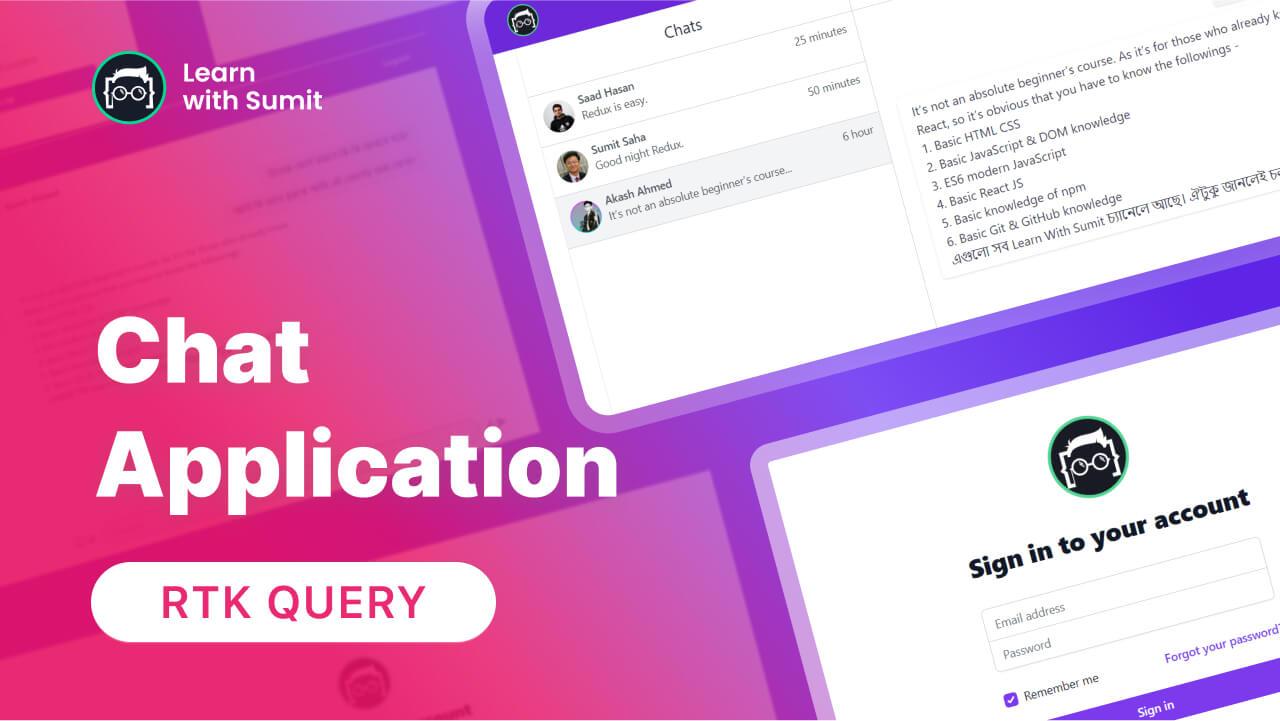 Learn
with Sumit
Chat
Application
RTK QUERY
Chats
Saad Hasan
25 minutes
Redux is easy.
Sumit Saha
50 minutes
Good night Redux.
Akash Ahmed
6 hour
It's not an absolute beginner's course...
It's not an absolute beginner's course. As it's for those who already
React, so it's obvious that you have to know the followings -
1. Basic HTML CSS
2. Basic JavaScript & DOM knowledge
3. ES6 modern JavaScript
4. Basic React JS
5. Basic knowledge of npm
6. Basic Git & GitHub knowledge
এগুলো সব Learn With Sumit চ্যানেলে আছে। এটুকু জানলেই
Sign in to your account
Email address
Password
Remember me
Forgot your password?
Sign in